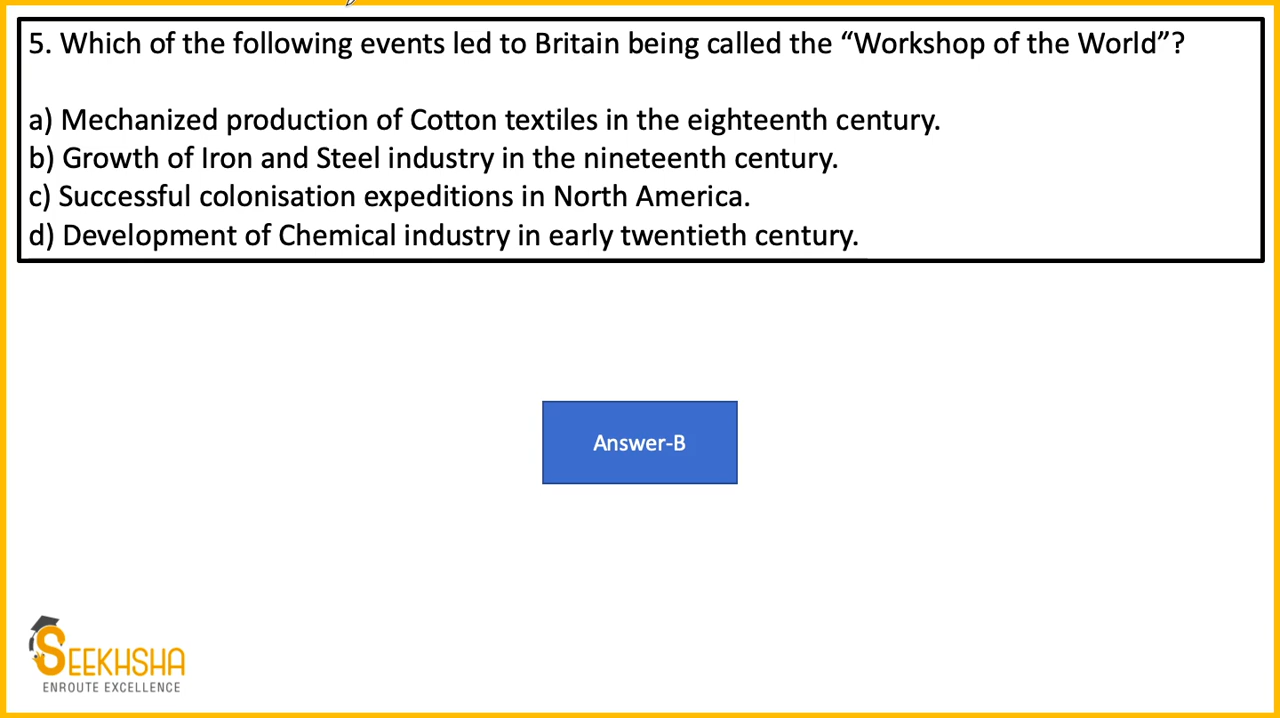 5. Which of the following events led to Britain being called the “Workshop of the World”?
a) Mechanized production of Cotton textiles in the eighteenth century.
b) Growth of Iron and Steel industry in the nineteenth century.
c) Successful colonisation expeditions in North America.
d) Development of Chemical industry in early twentieth century.
Answer-B
SEEKHSHA
ENROUTE EXCELLENCE